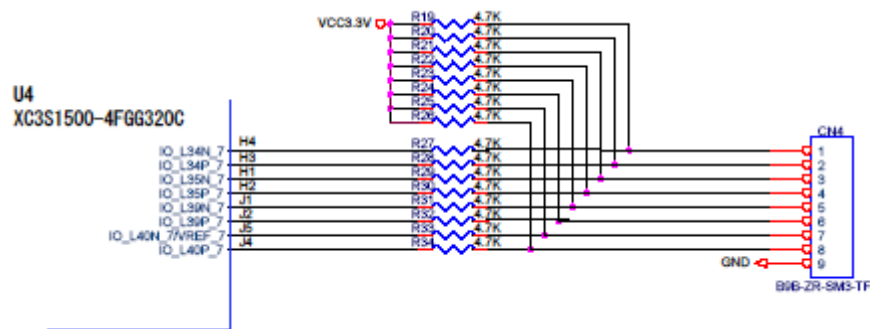 VCC3.3V R19 4.7K
R20 4.7K
R21 4.7K
R22 4.7K
R23 4.7K
R24 4.7K
R25 4.7K
R26 4.7K
U4
XC3S1500-4FGG320C
CN4
IO_L34N_7 H4 R27 4.7K 1
IO_L34P_7 H3 R28 4.7K 2
IO_L35N_7 H1 R29 4.7K 3
IO_L35P_7 H2 R30 4.7K 4
IO_L39N_7 J1 R31 4.7K 5
IO_L39P_7 J2 R32 4.7K 6
IO_L40N_7/VREF_7 J5 R33 4.7K 7
IO_L40P_7 J4 R34 4.7K 8
GND 9
B9B-ZR-SM3-TF